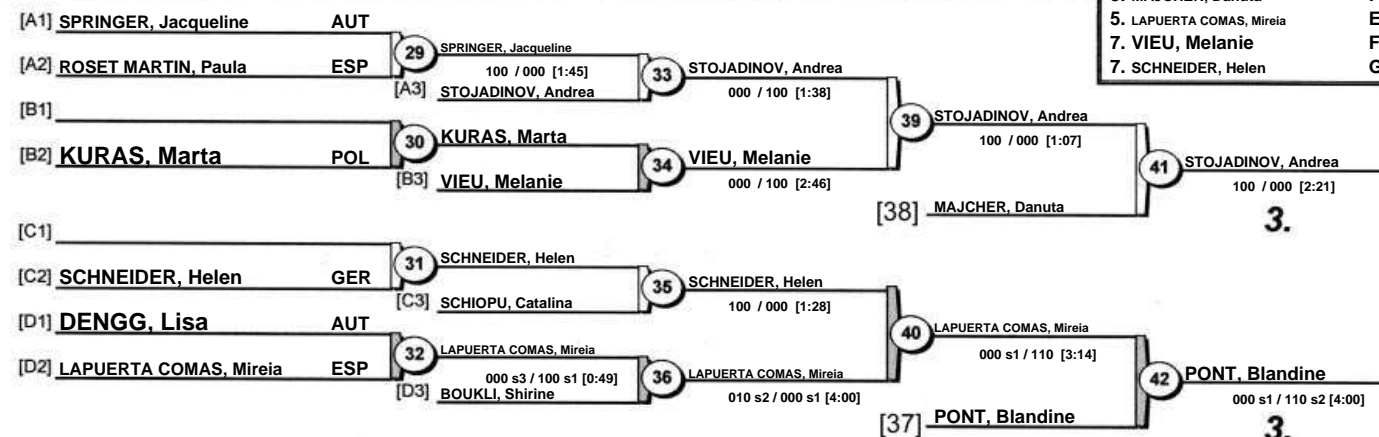 [A1] SPRINGER, Jacqueline AUT
[A2] ROSET MARTIN, Paula ESP
29 SPRINGER, Jacqueline
100 / 000 [1:45]
[A3] STOJADINOV, Andrea
33 STOJADINOV, Andrea
000 / 100 [1:38]
[B1]
[B2] KURAS, Marta POL
30 KURAS, Marta
[B3] VIEU, Melanie
34 VIEU, Melanie
000 / 100 [2:46]
39 STOJADINOV, Andrea
100 / 000 [1:07]
[38] MAJCHER, Danuta
41 STOJADINOV, Andrea
100 / 000 [2:21]
3.
[C1]
[C2] SCHNEIDER, Helen GER
31 SCHNEIDER, Helen
[C3] SCHIOPU, Catalina
35 SCHNEIDER, Helen
100 / 000 [1:28]
[D1] DENGG, Lisa AUT
[D2] LAPUERTA COMAS, Mireia ESP
32 LAPUERTA COMAS, Mireia
000 s3 / 100 s1 [0:49]
[D3] BOUKLI, Shirine
36 LAPUERTA COMAS, Mireia
010 s2 / 000 s1 [4:00]
40 LAPUERTA COMAS, Mireia
000 s1 / 110 [3:14]
[37] PONT, Blandine
42 PONT, Blandine
000 s1 / 110 s2 [4:00]
3.
5. LAPUERTA COMAS, Mireia E
7. VIEU, Melanie F
7. SCHNEIDER, Helen G